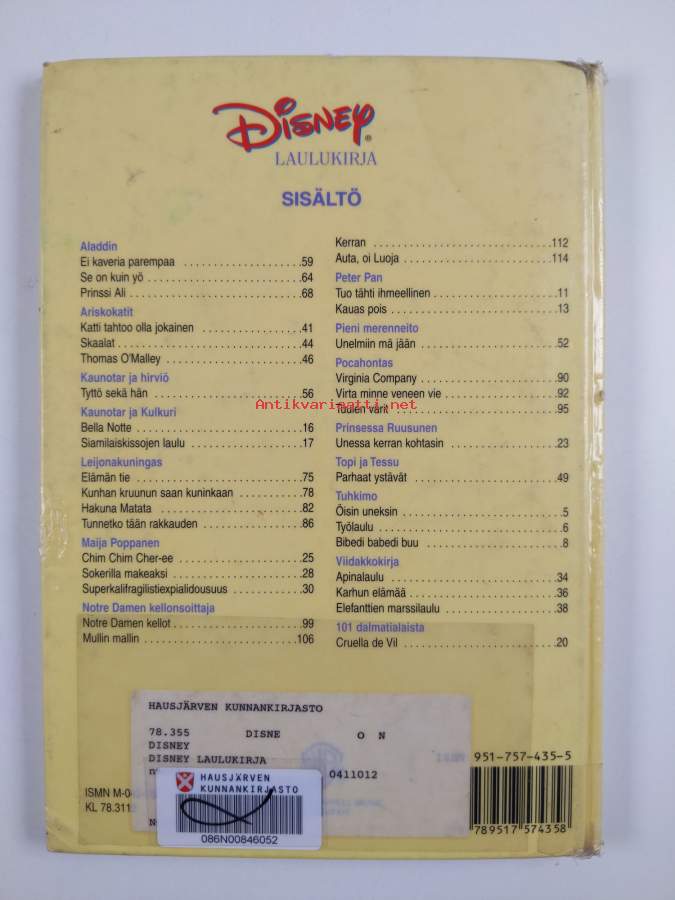 Disney®
LAULUKIRJA
SISÄLTÖ
Aladdin
Ei kaveria parempaa ..................59
Se on kuin yö ..................64
Prinssi Ali ..................68
Ariskokatit
Katti tahtoo olla jokainen ..................41
Skaalat ..................44
Thomas O'Malley ..................46
Kaunotar ja hirviö
Tyttö sekä hän ..................56
Kaunotar ja Kulkuri
Bella Notte ..................16
Siamilaiskissojen laulu ..................17
Leijonakuningas
Elämän tie ..................75
Kunhan kruunun saan kuninkaan ..................78
Hakuna Matata ..................82
Tunnetko tään rakkauden ..................86
Maija Poppanen
Chim Chim Cher-ee ..................25
Sokerilla makeaksi ..................28
Superkalifragilistiexpialidousuus ..................30
Notre Damen kellonsoittaja
Notre Damen kellot ..................99
Mullin mallin ..................106
Kerran ..................112
Auta, oi Luoja ..................114
Peter Pan
Tuo tähti ihmeellinen ..................11
Kauas pois ..................13
Pieni merenneito
Unelmiin mä jään ..................52
Pocahontas
Virginia Company ..................90
Virta minne veneen vie ..................92
Tuulen värit ..................95
Prinsessa Ruusunen
Unessa kerran kohtasin ..................23
Topi ja Tessu
Parhaat ystävät ..................49
Tuhkimo
Öisin uneksin ..................5
Työlaulu ..................6
Bibedi babedi buu ..................8
Viidakkokirja
Apinalaulu ..................34
Karhun elämää ..................36
Elefanttien marssilaulu ..................38
101 dalmatialaista
Cruella de Vil ..................20
Antikvariaatti.net
HAUSJÄRVEN KUNNANKIRJASTO
78.355 DISNE O N
DISNEY
DISNEY LAULUKIRJA
0411012
HAUSJÄRVEN
KUNNANKIRJASTO
086N00846052
ISMN M-0
KL 78.311
ISBN 951-757-435-5
789517 574358